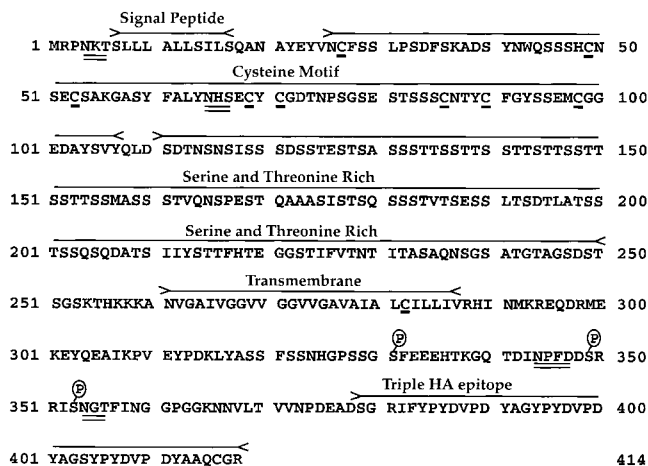 Signal Peptide
1 MRPNKTSLLL ALLSILSQAN AYEYVNCFSS LPSDFSKADS YNWQSSSHCN 50
Cysteine Motif
51 SECSAKGASY FALYNHSECY CGDTNPSGSE STSSSCNTYC FGYSSEMCGG 100
101 EDAYSVYQLD SDTNSNSISS SDSSTESTSA SSSTTSSTTS STTSTTSSTT 150
Serine and Threonine Rich
151 SSTTSSMASS STVQNSPEST QAAASISTSQ SSSTVTSESS LTSDTLATSS 200
Serine and Threonine Rich
201 TSSQSQDATS IIYSTTFHTE GGSTIFVTNT ITASAQNSGS ATGTAGSDST 250
Transmembrane
251 SGSKTHKKKA NVGAIVGGVV GGVVGAVAIA LCILLIVRHI NMKREQDRME 300
P P
301 KEYQEAIKPV EYPDKLYASS FSSNHGPSSG SFEEEHTKGQ TDINPFDDSR 350
P Triple HA epitope
351 RISNGTFING GPGGKNNVLT VVNPDEADSG RIFYPYDVPD YAGYPYDVPD 400
401 YAGSYPYDVP DYAAQCGR 414